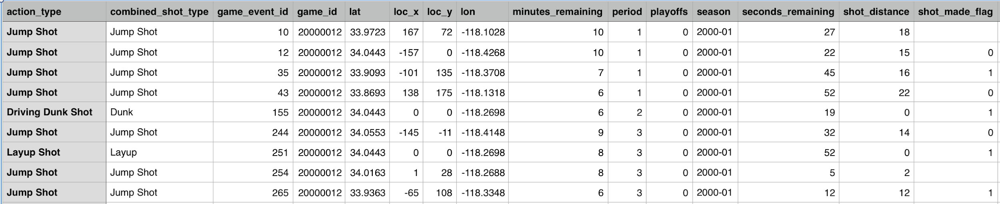 action_type combined_shot_type game_event_id game_id lat loc_x loc_y lon minutes_remaining period playoffs season seconds_remaining shot_distance shot_made_flag
Jump Shot Jump Shot 10 20000012 33.9723 167 72 -118.1028 10 1 0 2000-01 27 18
Jump Shot Jump Shot 12 20000012 34.0443 -157 0 -118.4268 10 1 0 2000-01 22 15 0
Jump Shot Jump Shot 35 20000012 33.9093 -101 135 -118.3708 7 1 0 2000-01 45 16 1
Jump Shot Jump Shot 43 20000012 33.8693 138 175 -118.1318 6 1 0 2000-01 52 22 0
Driving Dunk Shot Dunk 155 20000012 34.0443 0 0 -118.2698 6 2 0 2000-01 19 0 1
Jump Shot Jump Shot 244 20000012 34.0553 -145 -11 -118.4148 9 3 0 2000-01 32 14 0
Layup Shot Layup 251 20000012 34.0443 0 0 -118.2698 8 3 0 2000-01 52 0 1
Jump Shot Jump Shot 254 20000012 34.0163 1 28 -118.2688 8 3 0 2000-01 5 2
Jump Shot Jump Shot 265 20000012 33.9363 -65 108 -118.3348 6 3 0 2000-01 12 12 1